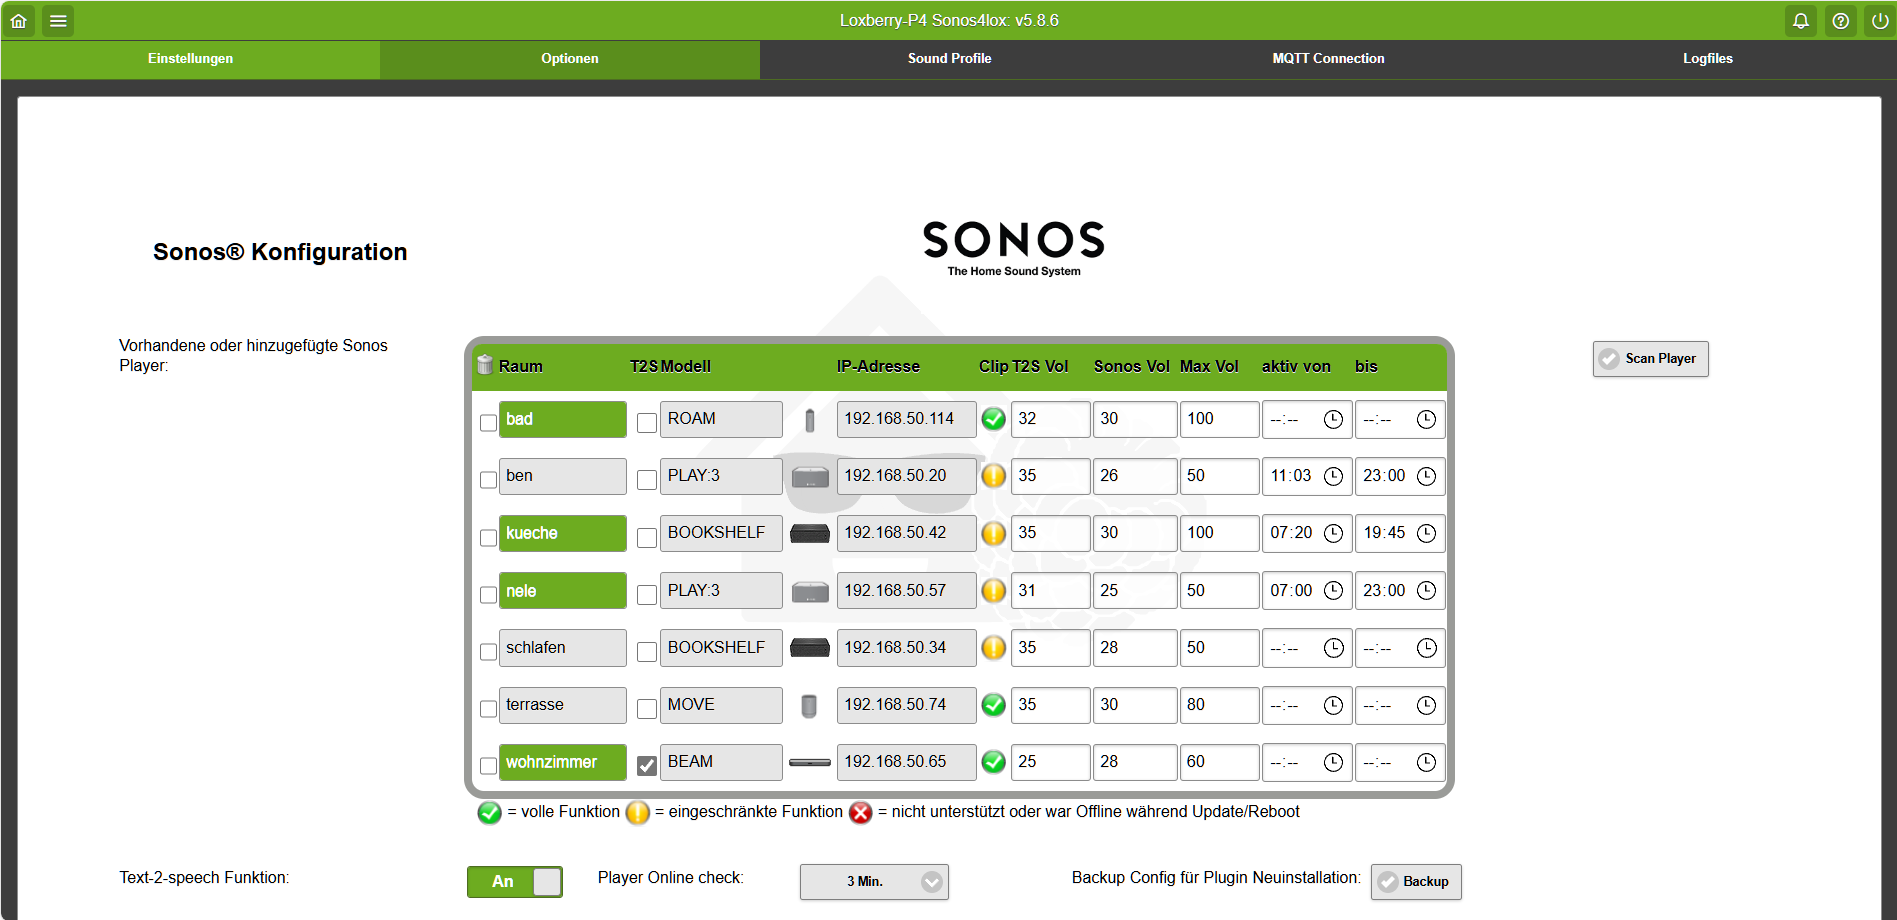 Loxberry-P4 Sonos4lox: v5.8.6
Einstellungen Optionen Sound Profile MQTT Connection Logfiles
Sonos® Konfiguration
SONOS
The Home Sound System
Vorhandene oder hinzugefügte Sonos
Player:
Scan Player
Raum T2S Modell IP-Adresse Clip T2S Vol Sonos Vol Max Vol aktiv von bis
bad ROAM 192.168.50.114 32 30 100 --:-- --:--
ben PLAY:3 192.168.50.20 35 26 50 11:03 23:00
kueche BOOKSHELF 192.168.50.42 35 30 100 07:20 19:45
nele PLAY:3 192.168.50.57 31 25 50 07:00 23:00
schlafen BOOKSHELF 192.168.50.34 35 28 50 --:-- --:--
terrasse MOVE 192.168.50.74 35 30 80 --:-- --:--
wohnzimmer BEAM 192.168.50.65 25 28 60 --:-- --:--
= volle Funktion = eingeschränkte Funktion = nicht unterstützt oder war Offline während Update/Reboot
Text-2-speech Funktion: An Player Online check: 3 Min. Backup Config für Plugin Neuinstallation: Backup